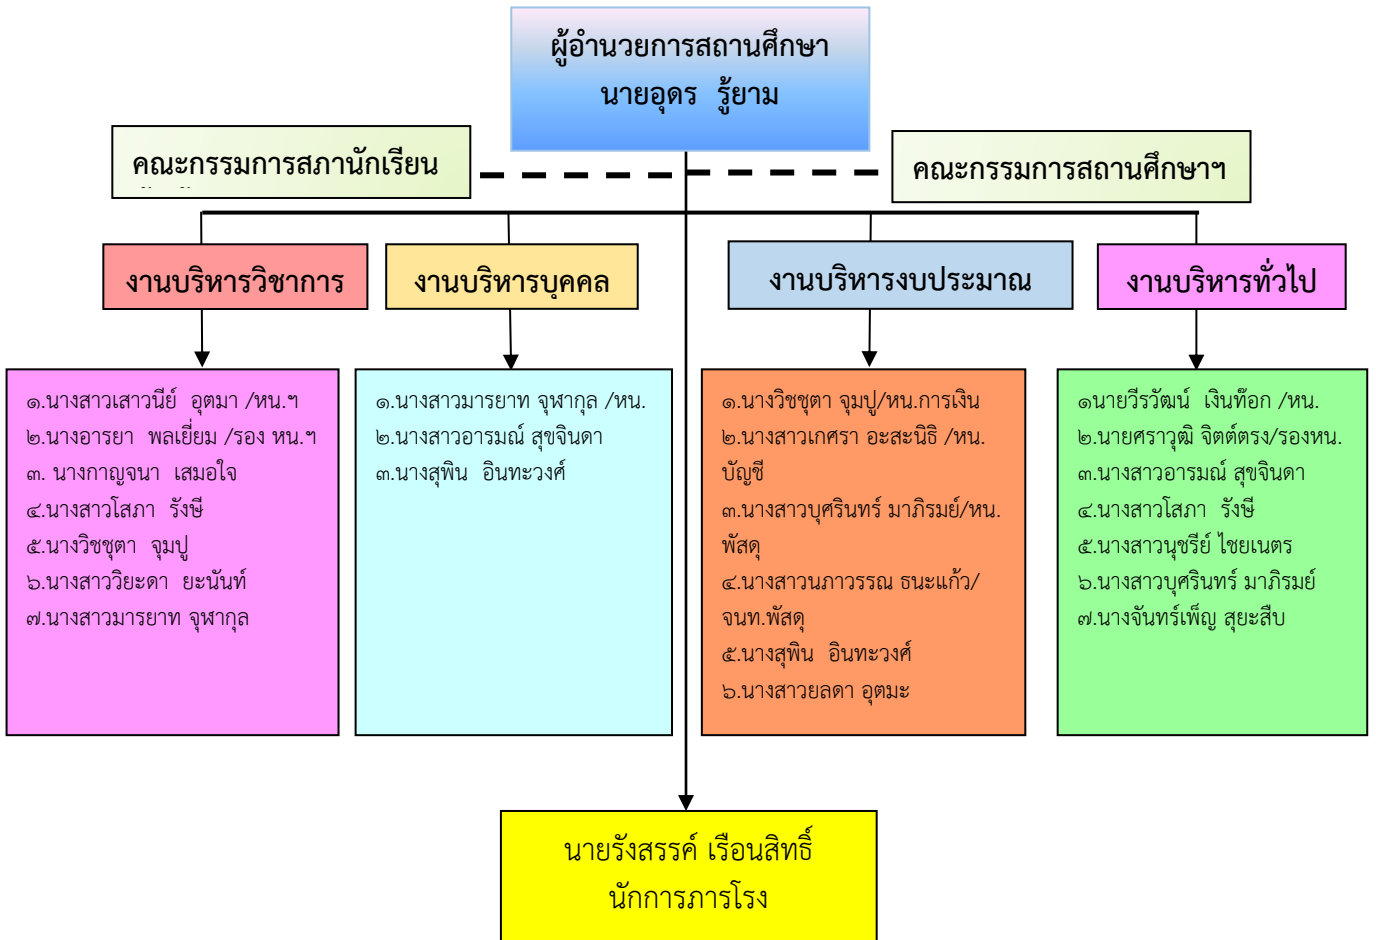 ผู้อำนวยการสถานศึกษา
นายอุดร  รู้ยาม
คณะกรรมการสภานักเรียน
คณะกรรมการสถานศึกษาฯ
งานบริหารวิชาการ
งานบริหารบุคคล
งานบริหารงบประมาณ
งานบริหารทั่วไป
๑.นางสาวเสาวนีย์  อุตมา /หน.ฯ
๒.นางอารยา  พลเยี่ยม /รอง หน.ฯ
๓. นางกาญจนา  เสมอใจ
๔.นางสาวโสภา  รังษี
๕.นางวิชชุตา  จุมปู
๖.นางสาววิยะดา  ยะนันท์
๗.นางสาวมารยาท จุฬากุล
๑.นางสาวมารยาท จุฬากุล /หน.
๒.นางสาวอารมณ์ สุขจินดา
๓.นางสุพิน  อินทะวงศ์
๑.นางวิชชุตา จุมปู/หน.การเงิน
๒.นางสาวเกศรา อะสะนิธิ /หน.
บัญชี
๓.นางสาวบุศรินทร์ มาภิรมย์/หน.
พัสดุ
๔.นางสาวนภาวรรณ ธนะแก้ว/
จนท.พัสดุ
๕.นางสุพิน  อินทะวงศ์
๖.นางสาวยลดา อุตมะ
๑นายวีรวัฒน์  เงินท๊อก /หน.
๒.นายศราวุฒิ จิตต์ตรง/รองหน.
๓.นางสาวอารมณ์ สุขจินดา
๔.นางสาวโสภา  รังษี
๕.นางสาวนุชรีย์ ไชยเนตร
๖.นางสาวบุศรินทร์ มาภิรมย์
๗.นางจันทร์เพ็ญ สุยะสืบ
นายรังสรรค์ เรือนสิทธิ์
นักการภารโรง